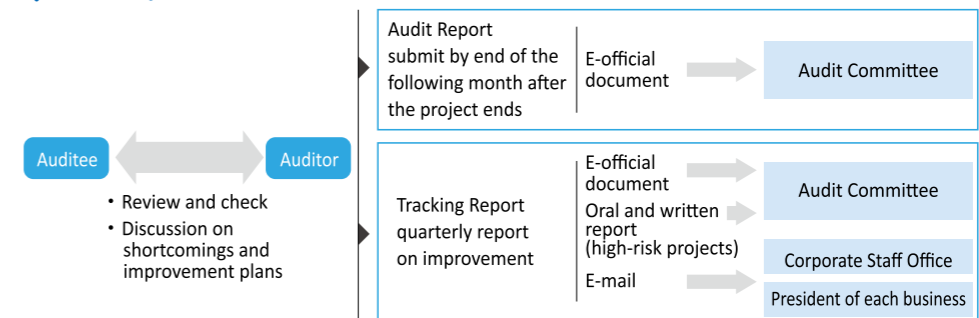 Auditee
Auditor
• Review and check
• Discussion on
shortcomings and
improvement plans
Audit Report
submit by end of the
following month after
the project ends
E-official
document
Audit Committee
Tracking Report
quarterly report
on improvement
E-official
document
Oral and written
report
(high-risk projects)
E-mail
Audit Committee
Corporate Staff Office
President of each business